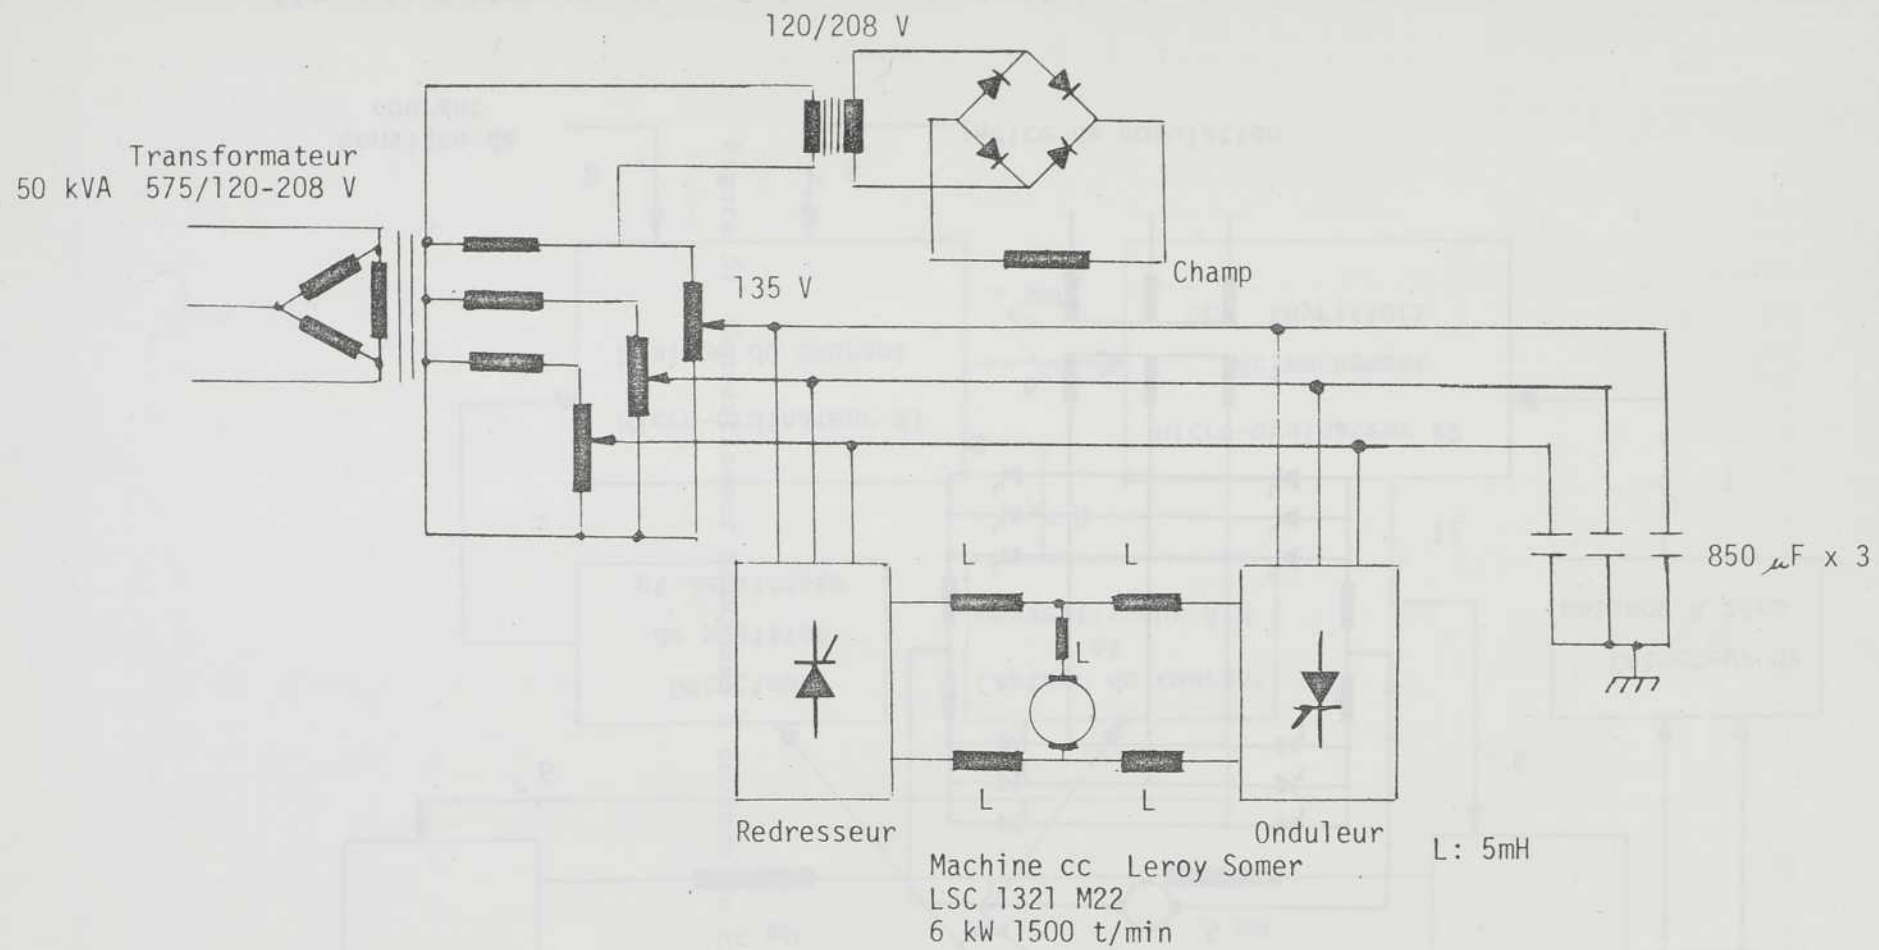 120/208 V
Transformateur
50 kVA 575/120-208 V
135 V
Champ
850 µF x 3
L
L
L
L
L
Redresseur
Onduleur
L: 5mH
Machine cc Leroy Somer
LSC 1321 M22
6 kW 1500 t/min